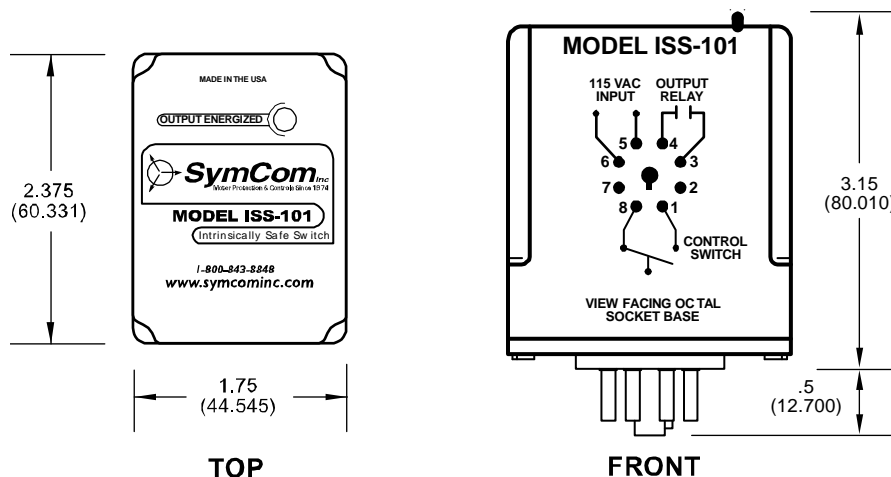 MADE IN THE USA
OUTPUT ENERGIZED
SymCom Inc
Motor Protection & Controls Since 1974
MODEL ISS-101
Intrinsically Safe Switch
1-800-843-8848
www.symcominc.com
2.375
(60.331)
1.75
(44.545)
TOP
MODEL ISS-101
115 VAC
INPUT
OUTPUT
RELAY
5 4
6 3
7 2
8 1
CONTROL
SWITCH
VIEW FACING OCTAL
SOCKET BASE
3.15
(80.010)
.5
(12.700)
FRONT